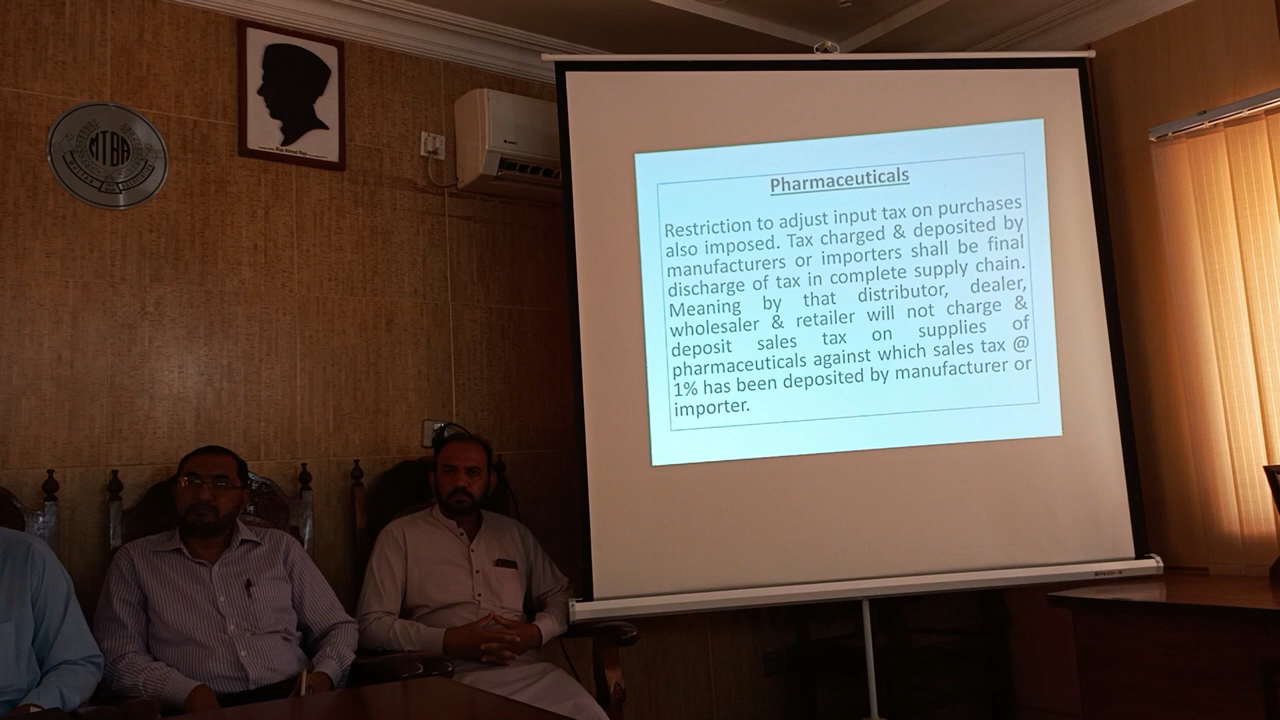 MTBA
Pharmaceuticals
Restriction to adjust input tax on purchases
also imposed. Tax charged & deposited by
manufacturers or importers shall be final
discharge of tax in complete supply chain.
Meaning by that distributor, dealer,
wholesaler & retailer will not charge &
deposit sales tax on supplies of
pharmaceuticals against which sales tax @
1% has been deposited by manufacturer or
importer.